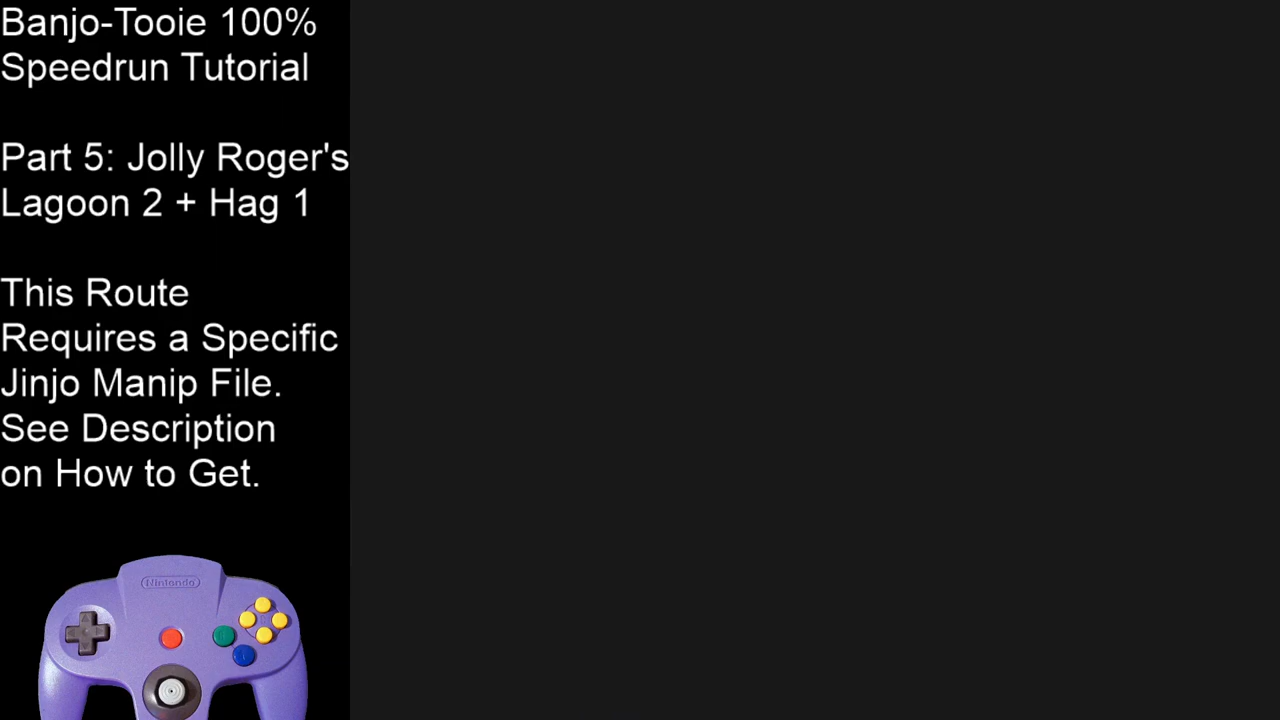 Banjo-Tooie 100%
Speedrun Tutorial
Part 5: Jolly Roger's
Lagoon 2 + Hag 1
This Route
Requires a Specific
Jinjo Manip File.
See Description
on How to Get.
Nintendo